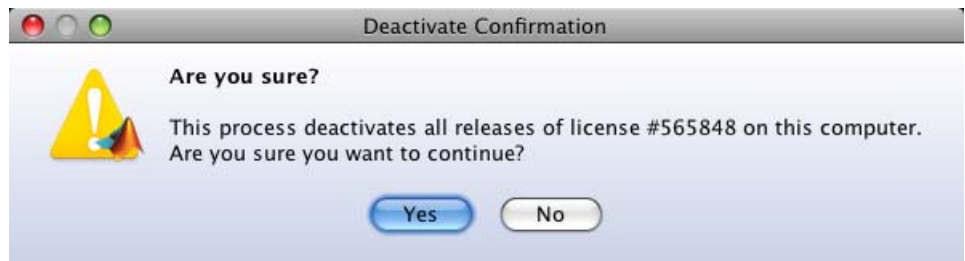 Deactivate Confirmation
Are you sure?
This process deactivates all releases of license #565848 on this computer.
Are you sure you want to continue?
Yes
No